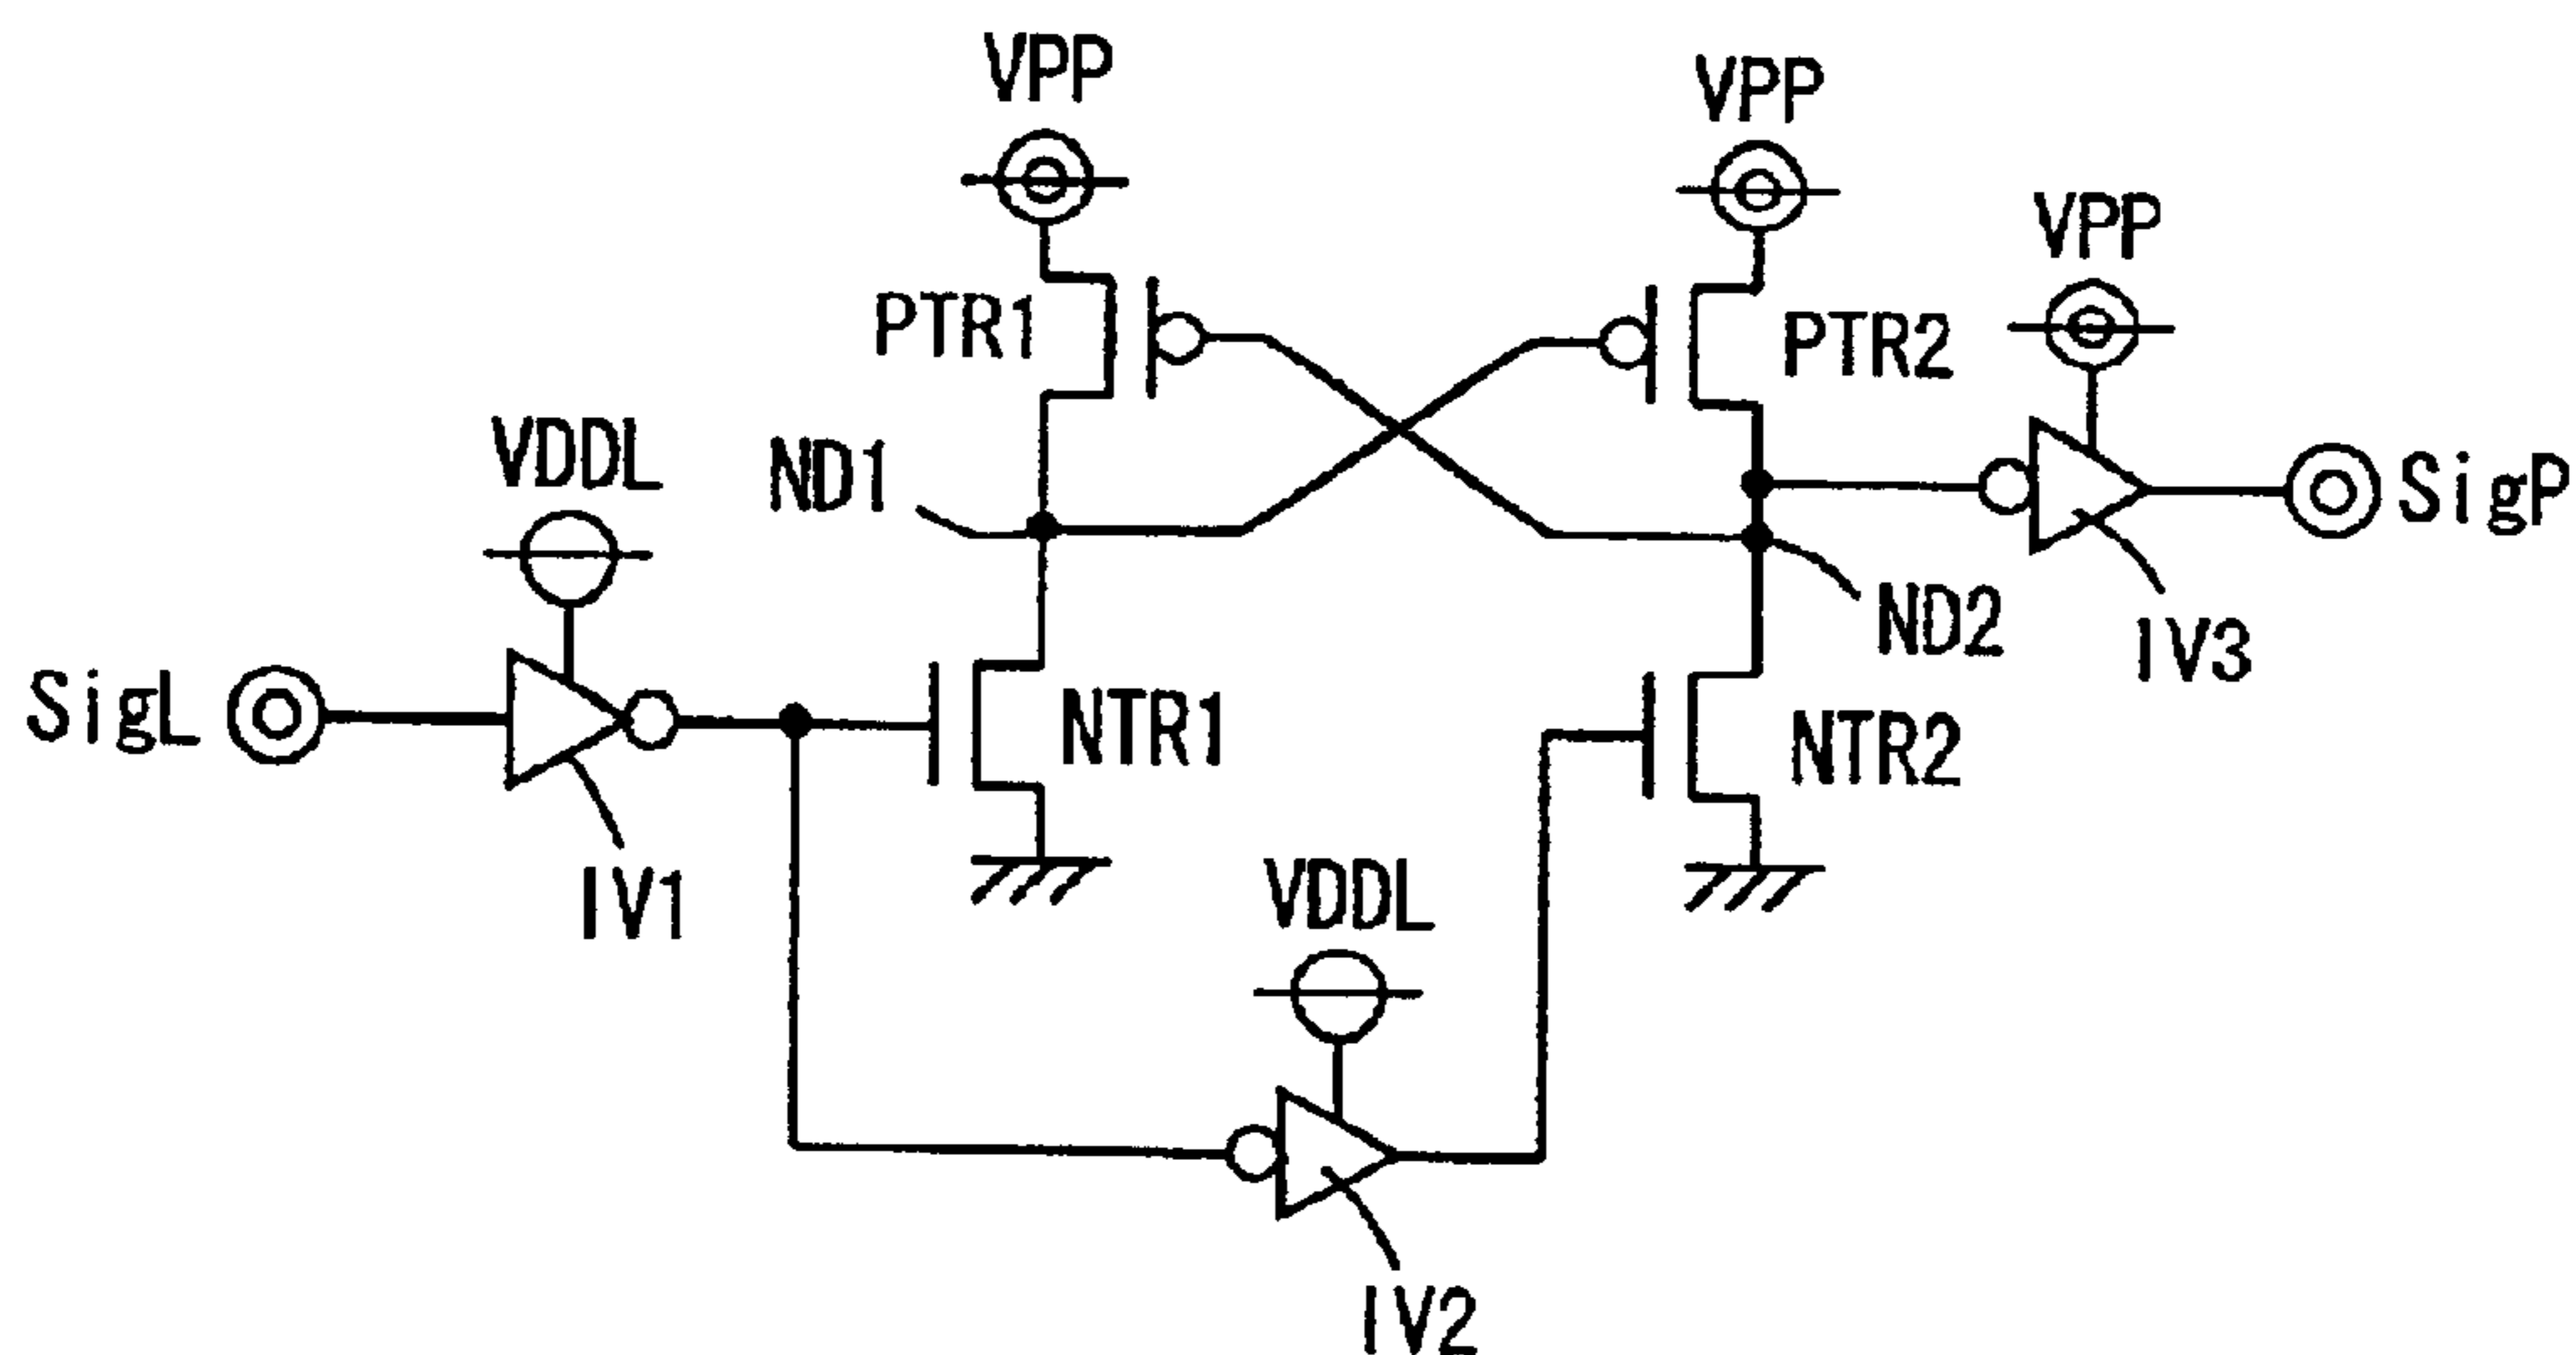 VPP
VPP
VPP
PTR1
PTR2
VDDL
ND1
SigP
ND2
IV3
SigL
NTR1
NTR2
IV1
VDDL
IV2